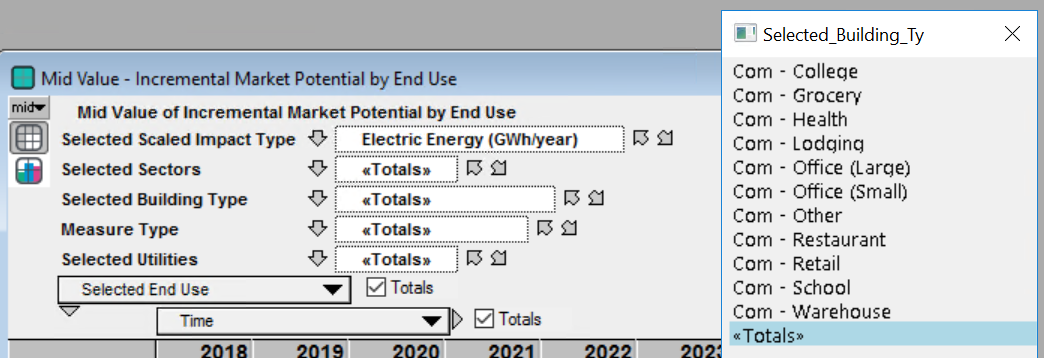 Mid Value - Incremental Market Potential by End Use
mid
Mid Value of Incremental Market Potential by End Use
Selected Scaled Impact Type Electric Energy (GWh/year)
Selected Sectors «Totals»
Selected Building Type «Totals»
Measure Type «Totals»
Selected Utilities «Totals»
Selected End Use Totals
Time Totals
2018 2019 2020 2021 2022 2023
Selected_Building_Ty
Com - College
Com - Grocery
Com - Health
Com - Lodging
Com - Office (Large)
Com - Office (Small)
Com - Other
Com - Restaurant
Com - Retail
Com - School
Com - Warehouse
«Totals»